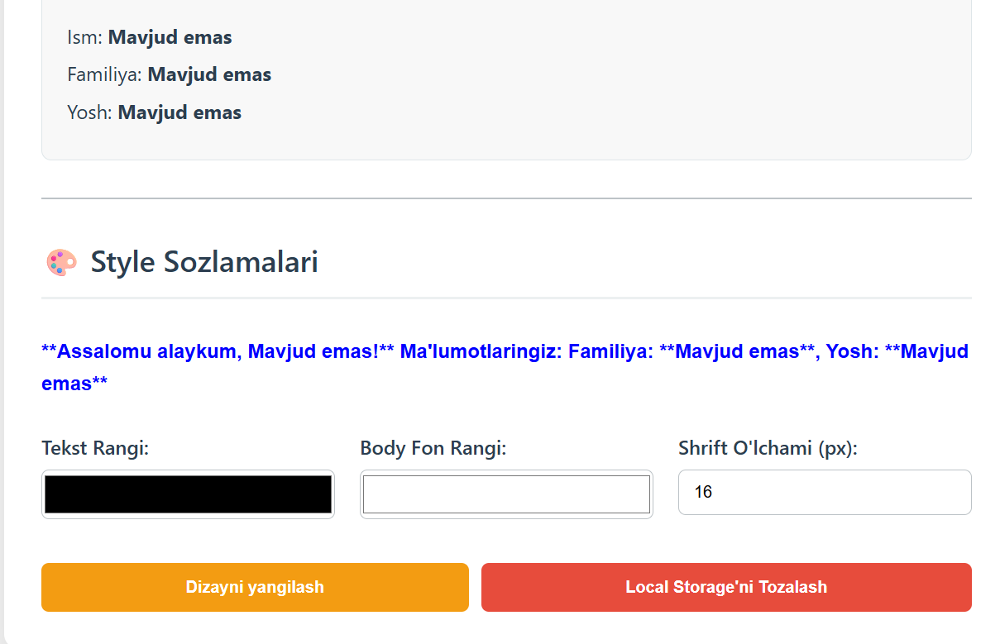 Ism: Mavjud emas
Familiya: Mavjud emas
Yosh: Mavjud emas
Style Sozlamalari
**Assalomu alaykum, Mavjud emas!** Ma'lumotlaringiz: Familiya: **Mavjud emas**, Yosh: **Mavjud
emas**
Tekst Rangi:
Body Fon Rangi:
Shrift O'lchami (px):
16
Dizayni yangilash
Local Storage'ni Tozalash